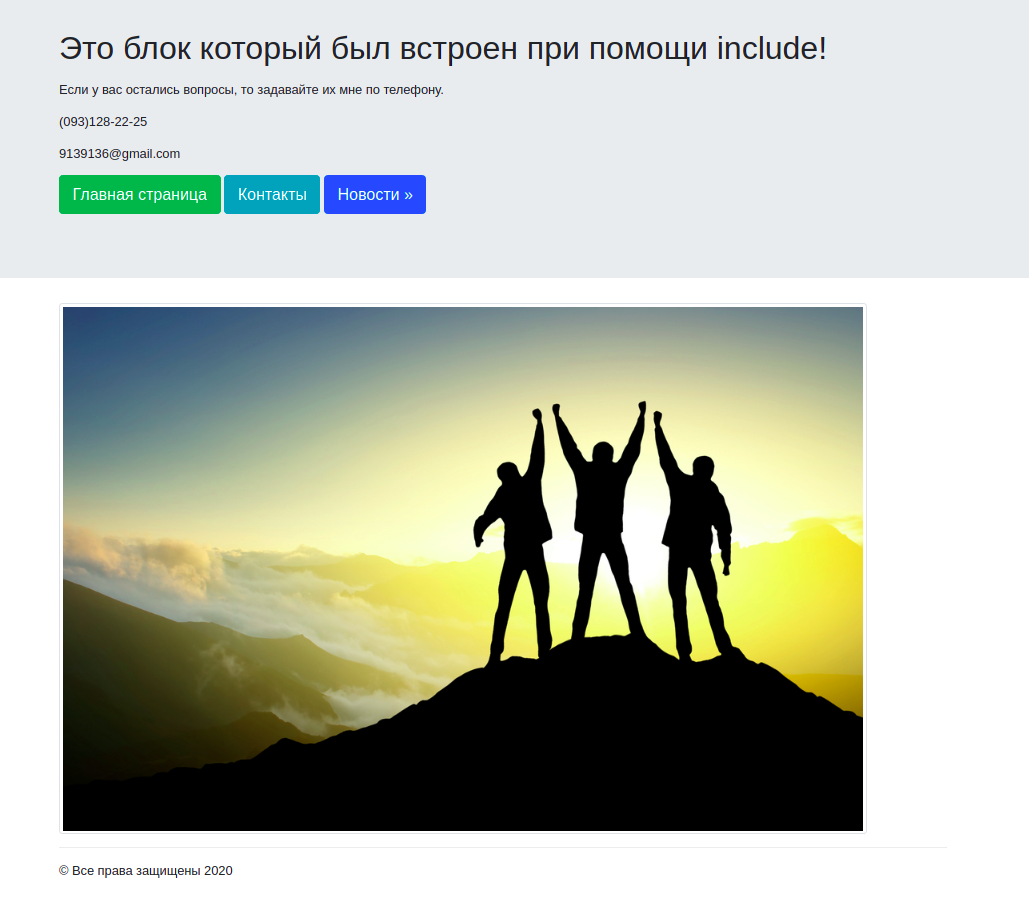 Это блок который был встроен при помощи include!
Если у вас остались вопросы, то задавайте их мне по телефону.
(093)128-22-25
9139136@gmail.com
Главная страница Контакты Новости »
© Все права защищены 2020